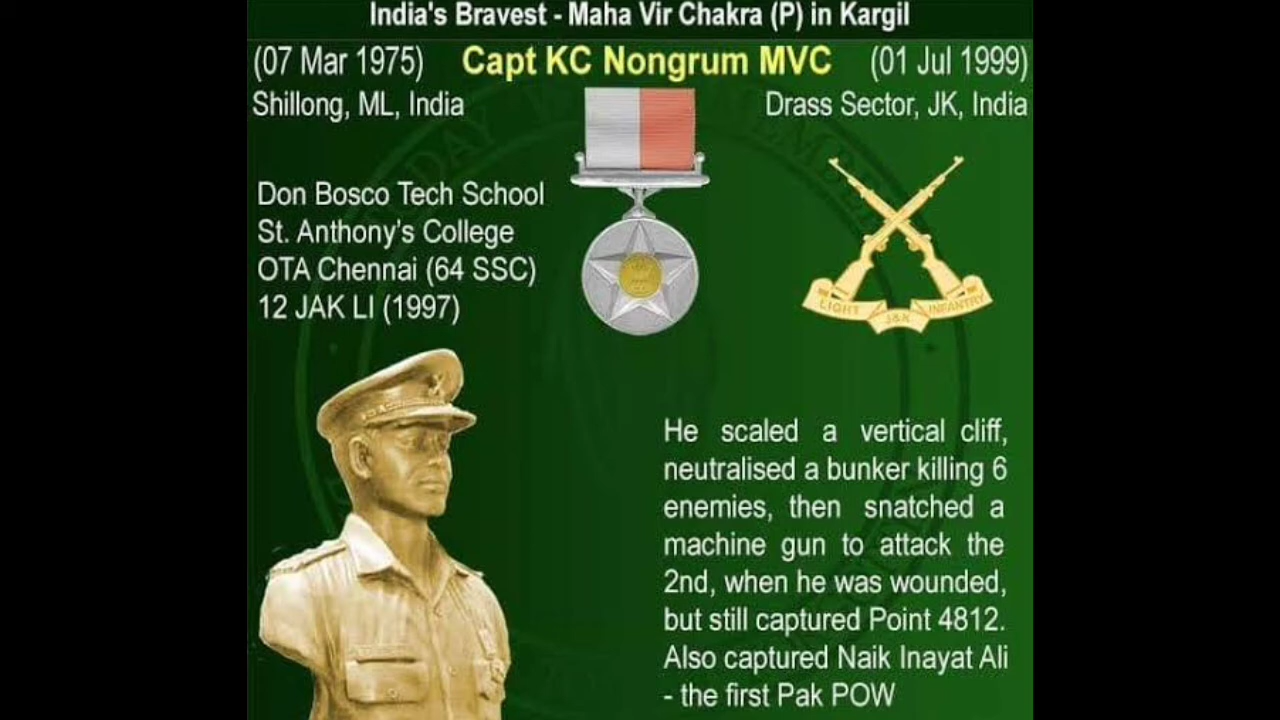 India's Bravest - Maha Vir Chakra (P) in Kargil
(07 Mar 1975) Capt KC Nongrum MVC (01 Jul 1999)
Shillong, ML, India
Drass Sector, JK, India
Don Bosco Tech School
St. Anthony's College
OTA Chennai (64 SSC)
12 JAK LI (1997)
LIGHT J&K INFANTRY
He scaled a vertical cliff,
neutralised a bunker killing 6
enemies, then snatched a
machine gun to attack the
2nd, when he was wounded,
but still captured Point 4812.
Also captured Naik Inayat Ali
- the first Pak POW